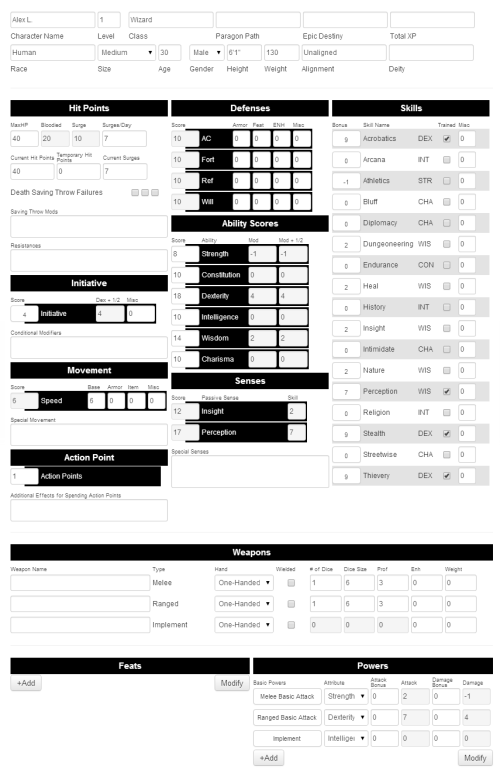 Alex L. 1 Wizard
Character Name Level Class Paragon Path Epic Destiny Total XP
Human Medium 30 Male 6'1" 130 Unaligned
Race Size Age Gender Height Weight Alignment Deity
Hit Points
MaxHP Bloodied Surge Surges/Day
40 20 10 7
Current Hit Points Temporary Hit Points Current Surges
40 0 7
Death Saving Throw Failures
Saving Throw Mods
Resistances
Initiative
Score Dex + 1/2 Misc
4 Initiative 4 0
Conditional Modifiers
Movement
Score Base Armor Item Misc
6 Speed 6 0 0 0
Special Movement
Action Point
1 Action Points
Additional Effects for Spending Action Points
Defenses
Score Armor Feat ENH Misc
10 AC 0 0 0 0
10 Fort 0 0 0 0
10 Ref 0 0 0 0
10 Will 0 0 0 0
Ability Scores
Score Ability Mod Mod + 1/2
8 Strength -1 -1
10 Constitution 0 0
18 Dexterity 4 4
10 Intelligence 0 0
14 Wisdom 2 2
10 Charisma 0 0
Senses
Score Passive Sense Skill
12 Insight 2
17 Perception 7
Special Senses
Skills
Bonus Skill Name Trained Misc
9 Acrobatics DEX 0
0 Arcana INT 0
-1 Athletics STR 0
0 Bluff CHA 0
0 Diplomacy CHA 0
2 Dungeoneering WIS 0
0 Endurance CON 0
2 Heal WIS 0
0 History INT 0
2 Insight WIS 0
0 Intimidate CHA 0
2 Nature WIS 0
7 Perception WIS 0
0 Religion INT 0
9 Stealth DEX 0
0 Streetwise CHA 0
9 Thievery DEX 0
Weapons
Weapon Name Type Hand Wielded # of Dice Dice Size Prof Enh Weight
Melee One-Handed 1 6 3 0 0
Ranged One-Handed 1 6 3 0 0
Implement One-Handed 0 0 0 0 0
Feats
+Add Modify
Powers
Basic Powers Attribute Attack Bonus Attack Damage Bonus Damage
Melee Basic Attack Strength 0 2 0 -1
Ranged Basic Attack Dexterity 0 7 0 4
Implement Intelliger 0 0 0 0
+Add Modify